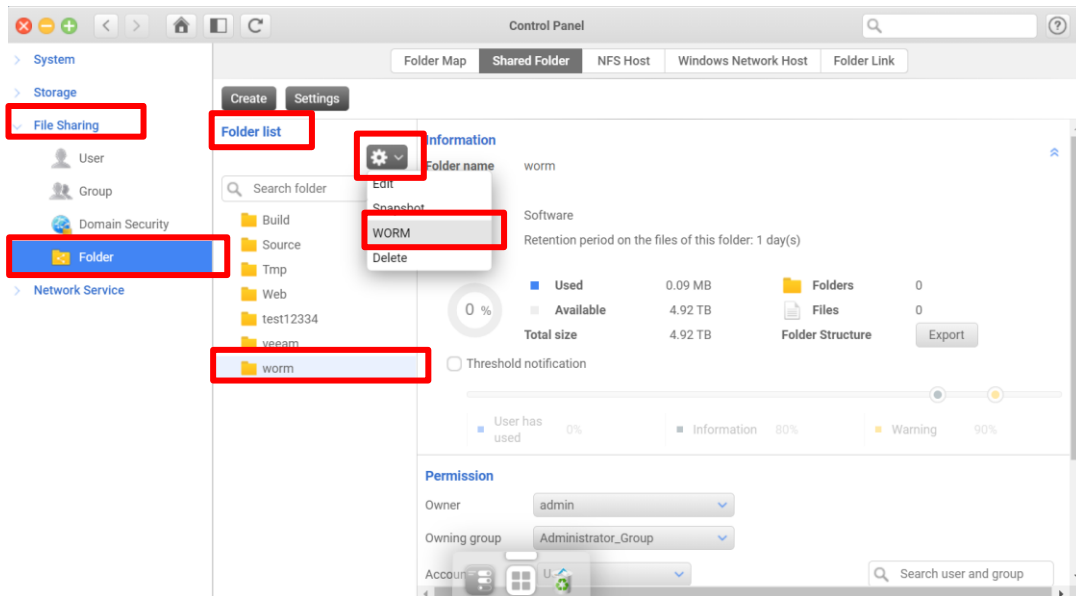 Control Panel
System
Storage
File Sharing
User
Group
Domain Security
Folder
Network Service
Folder Map
Shared Folder
NFS Host
Windows Network Host
Folder Link
Create
Settings
Folder list
Search folder
Build
Source
Tmp
Web
test12334
veeam
worm
Edit
Snapshot
WORM
Delete
Information
Folder name worm
Software
Retention period on the files of this folder: 1 day(s)
0 %
Used 0.09 MB Folders 0
Available 4.92 TB Files 0
Total size 4.92 TB Folder Structure Export
Threshold notification
User has used 0% Information 80% Warning 90%
Permission
Owner admin
Owning group Administrator_Group
Search user and group